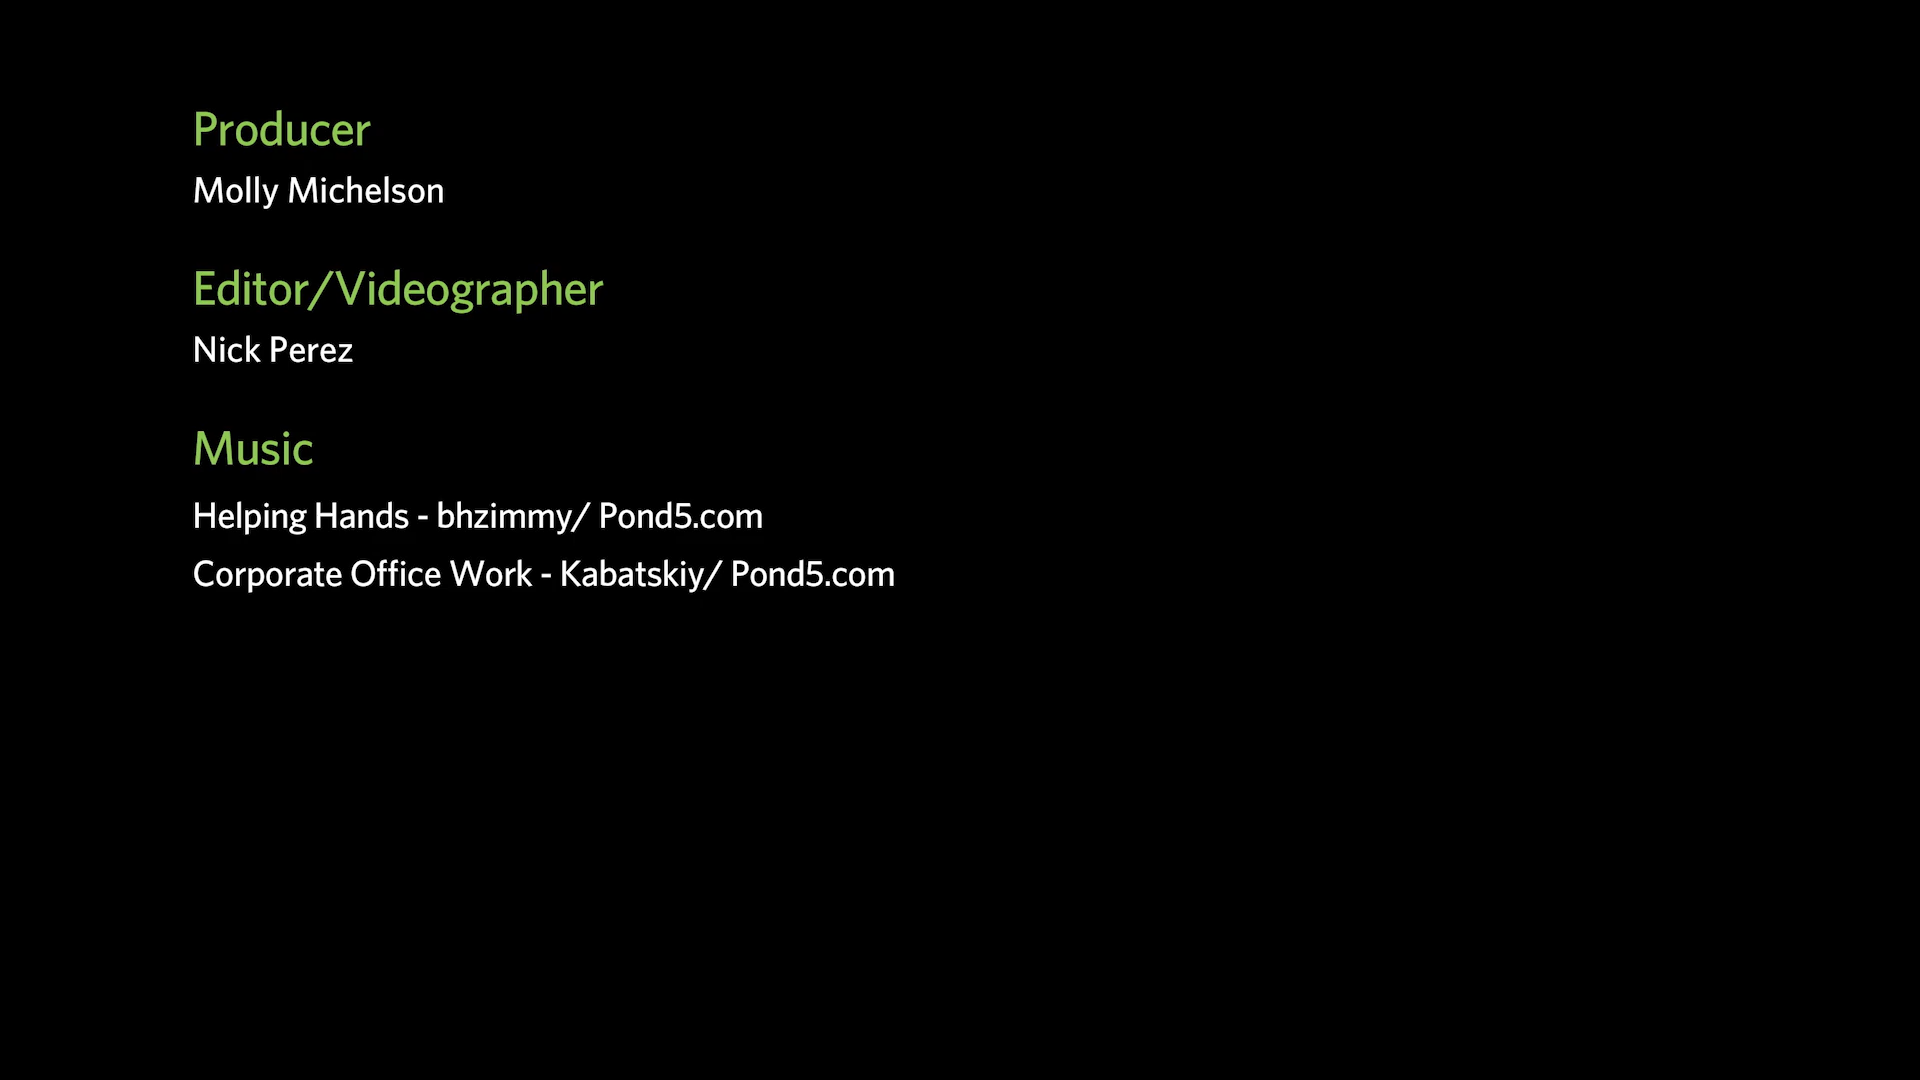 Producer
Molly Michelson
Editor/Videographer
Nick Perez
Music
Helping Hands - bhzimmy/ Pond5.com
Corporate Office Work - Kabatskiy/ Pond5.com